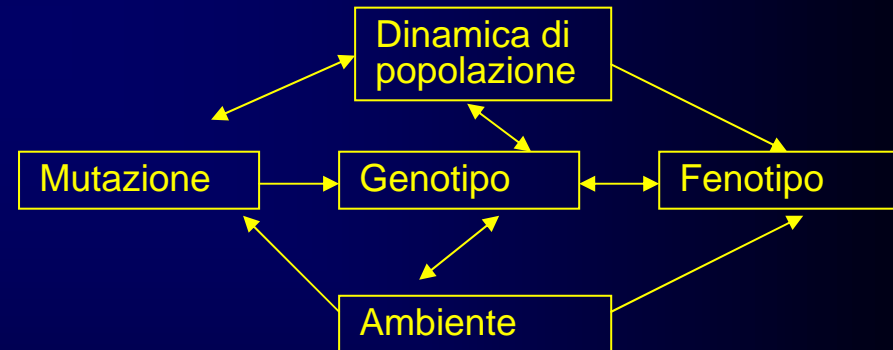 Dinamica di
popolazione
Mutazione
Genotipo
Fenotipo
Ambiente